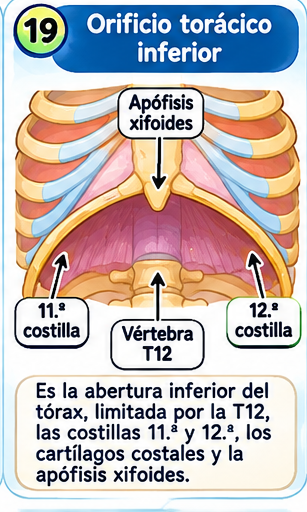 19
Orificio torácico
inferior
Apófisis
xifoides
11.ª
costilla
Vértebra
T12
12.ª
costilla
Es la abertura inferior del
tórax, limitada por la T12,
las costillas 11.ª y 12.ª, los
cartílagos costales y la
apófisis xifoides.